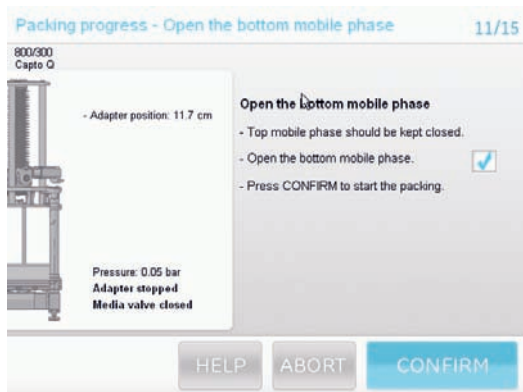 Packing progress - Open the bottom mobile phase 11/15
800/300
Capto Q
- Adapter position: 11.7 cm
Open the bottom mobile phase
- Top mobile phase should be kept closed.
- Open the bottom mobile phase.
- Press CONFIRM to start the packing.
Pressure: 0.05 bar
Adapter stopped
Media valve closed
HELP ABORT CONFIRM